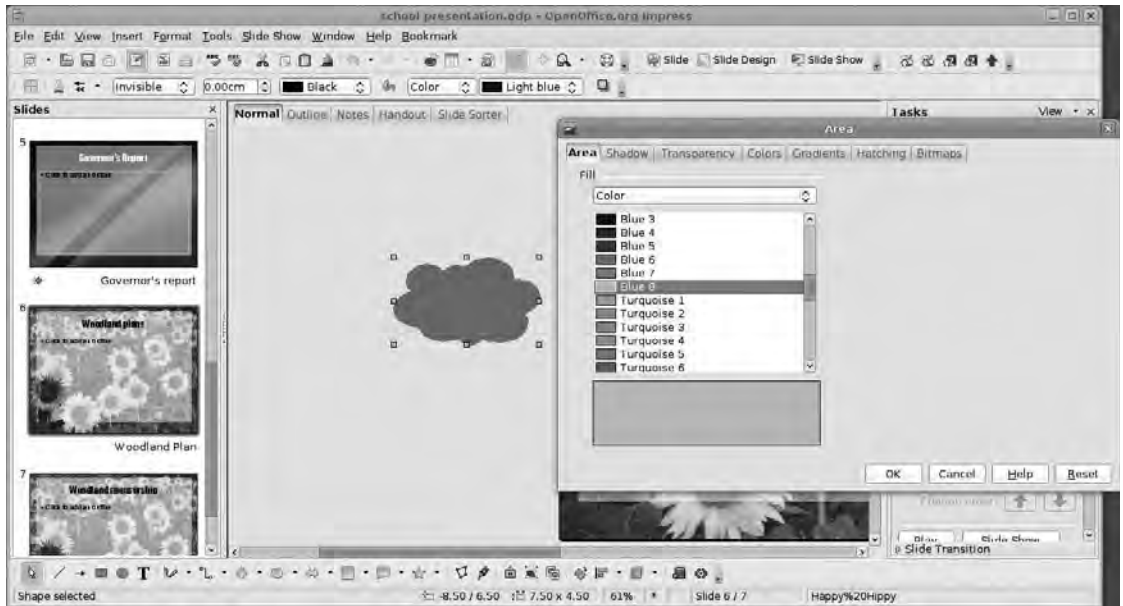 school presentation.odp - OpenOffice.org Impress
File Edit View Insert Format Tools Slide Show Window Help Bookmark
Slide Slide Design Slide Show
Invisible 0.00cm Black Color Light blue
Slides
Normal Outline Notes Handout Slide Sorter
Tasks View
Area
Area Shadow Transparency Colors Gradients Hatching Bitmaps
Fill
Color
Blue 3
Blue 4
Blue 5
Blue 6
Blue 7
Blue 8
Turquoise 1
Turquoise 2
Turquoise 3
Turquoise 4
Turquoise 5
Turquoise 6
OK Cancel Help Reset
5
Governor's Report
Governor's report
6
Woodland plans
Woodland Plan
7
Play Slide Show
Slide Transition
Shape selected -8.50 / 6.50 7.50 x 4.50 61% * Slide 6 / 7 Happy%20Hippy